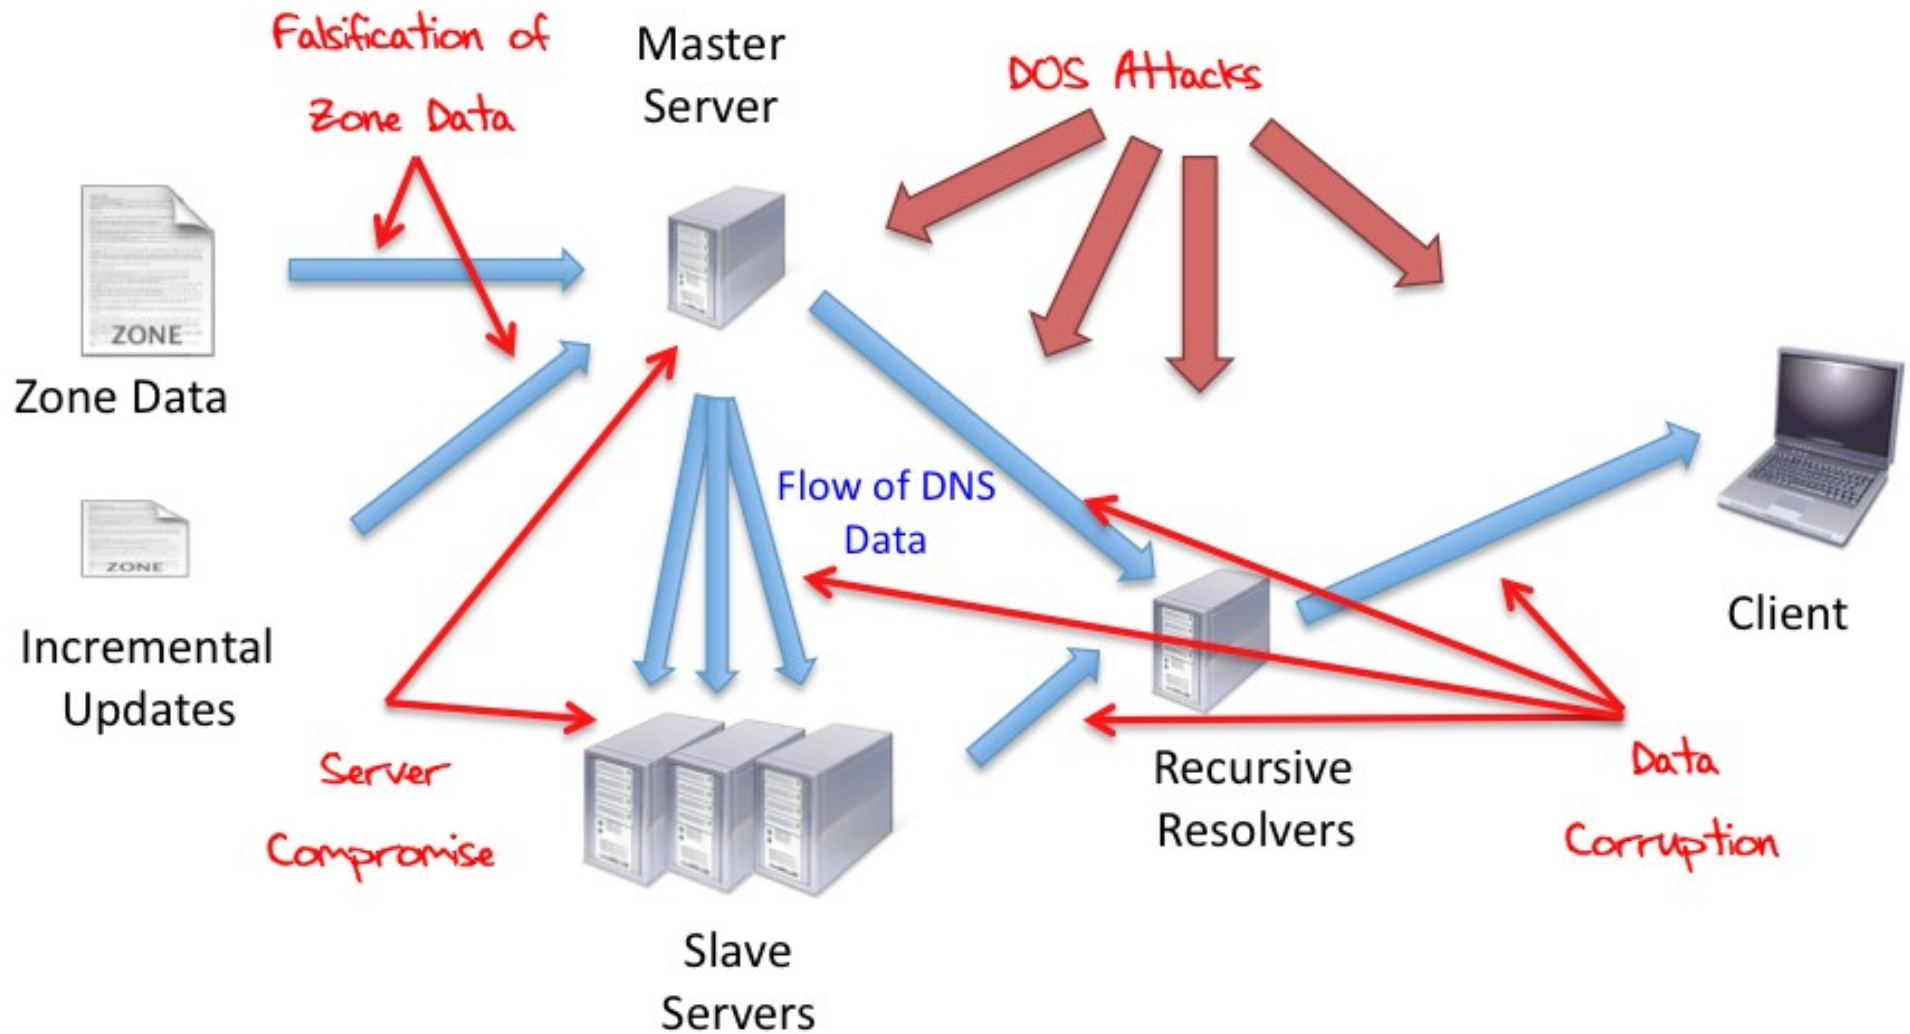 Falsification of
Zone Data
Master
Server
DOS Attacks
ZONE
Zone Data
ZONE
Incremental
Updates
Flow of DNS
Data
Client
Server
Compromise
Recursive
Resolvers
Data
Corruption
Slave
Servers